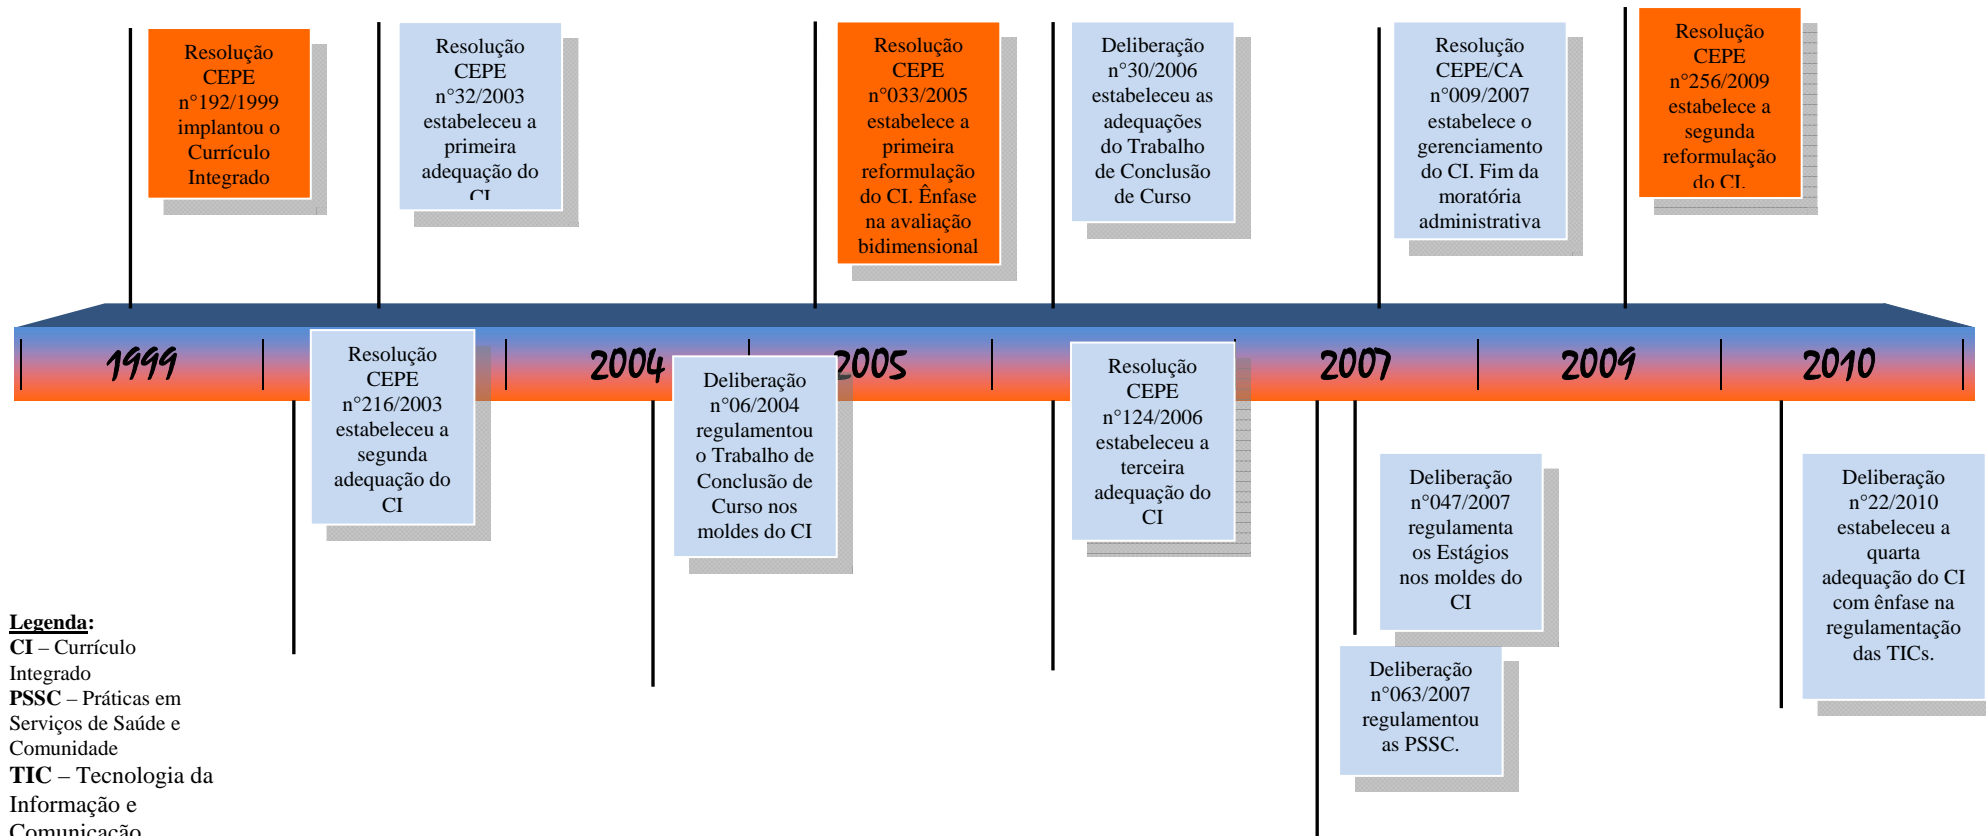 Resolução
CEPE
n°192/1999
implantou o
Currículo
Integrado
Resolução
CEPE
n°32/2003
estabeleceu a
primeira
adequação do
CI
Resolução
CEPE
n°033/2005
estabelece a
primeira
reformulação
do CI. Ênfase
na avaliação
bidimensional
Deliberação
n°30/2006
estabeleceu as
adequações
do Trabalho
de Conclusão
de Curso
Resolução
CEPE/CA
n°009/2007
estabelece o
gerenciamento
do CI. Fim da
moratória
administrativa
Resolução
CEPE
n°256/2009
estabelece a
segunda
reformulação
do CI.
1999
2004
2005
2007
2009
2010
Resolução
CEPE
n°216/2003
estabeleceu a
segunda
adequação do
CI
Deliberação
n°06/2004
regulamentou
o Trabalho de
Conclusão de
Curso nos
moldes do CI
Resolução
CEPE
n°124/2006
estabeleceu a
terceira
adequação do
CI
Deliberação
n°047/2007
regulamenta
os Estágios
nos moldes do
CI
Deliberação
n°063/2007
regulamentou
as PSSC.
Deliberação
n°22/2010
estabeleceu a
quarta
adequação do CI
com ênfase na
regulamentação
das TICs.
Legenda:
CI – Currículo
Integrado
PSSC – Práticas em
Serviços de Saúde e
Comunidade
TIC – Tecnologia da
Informação e
Comunicação